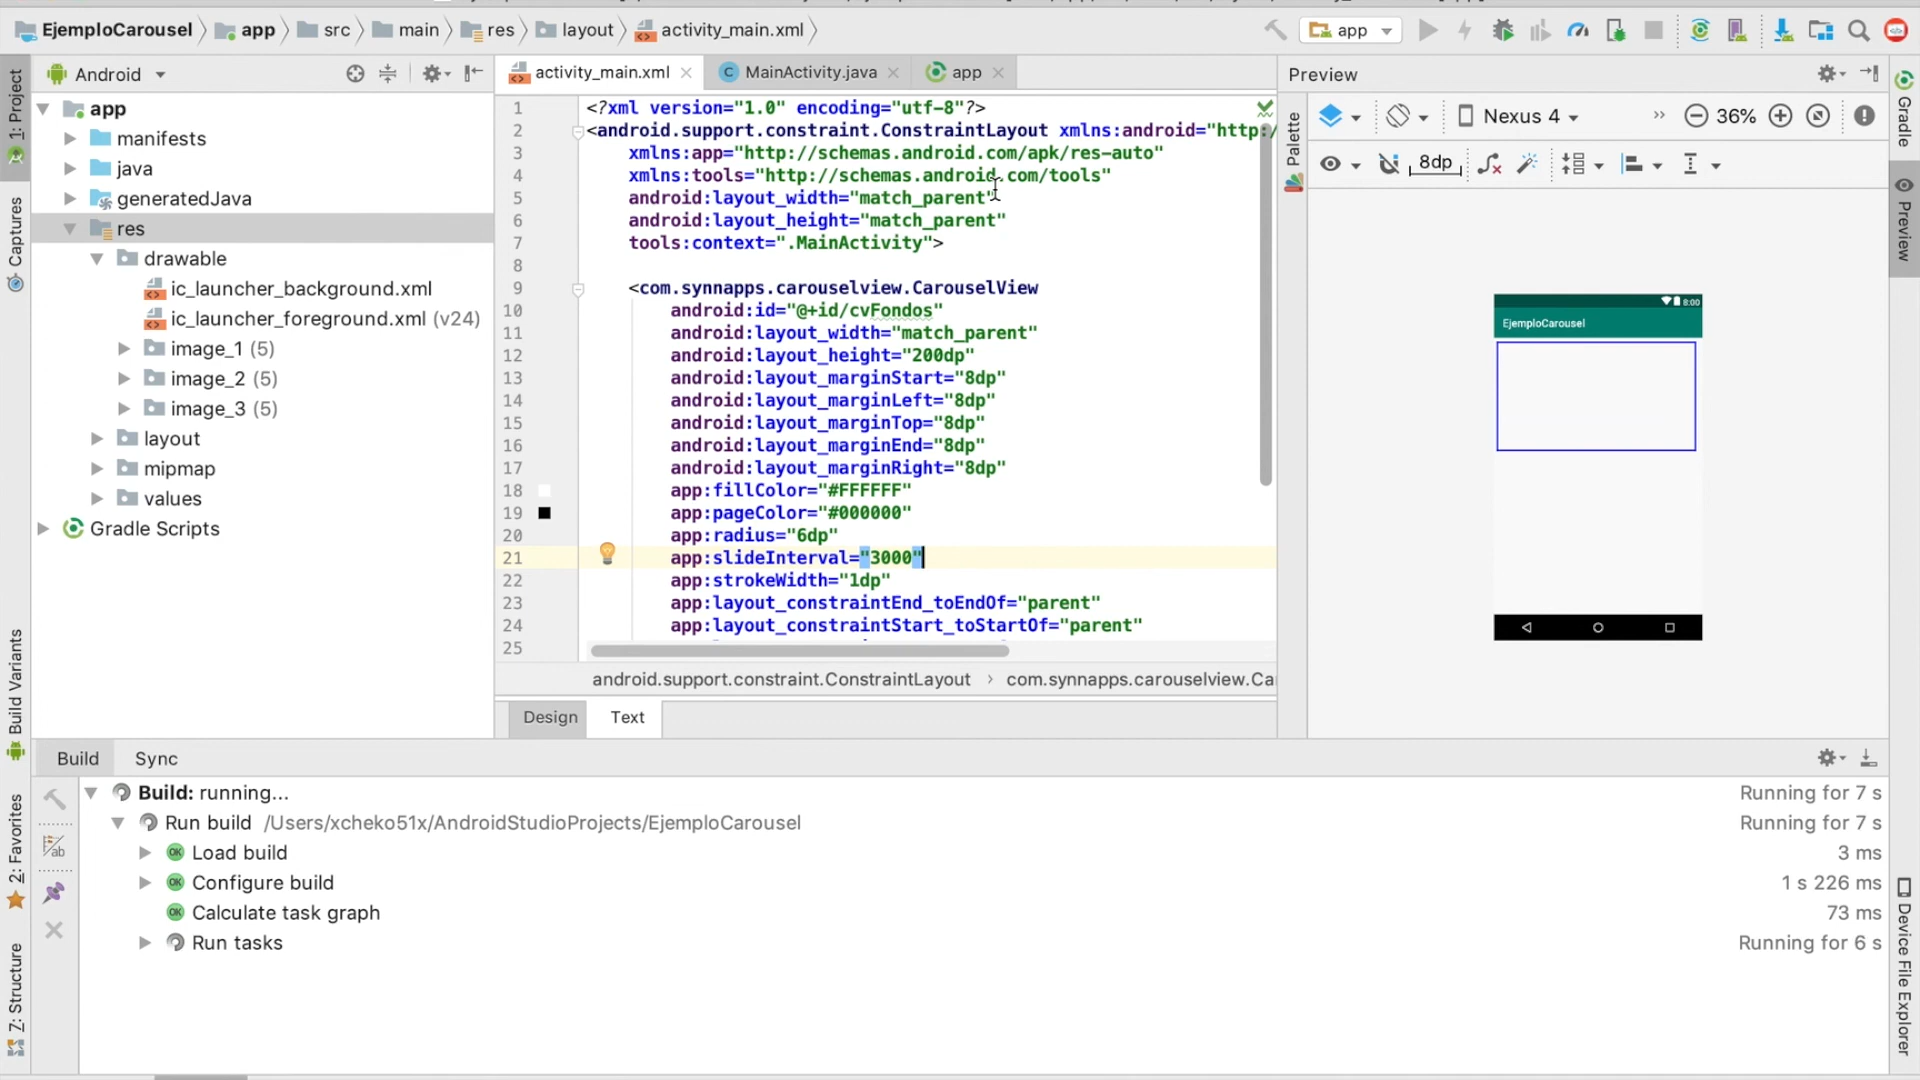 EjemploCarousel
app
src
main
res
layout
activity_main.xml
app
1: Project
Captures
Build Variants
2: Favorites
Z: Structure
Android
app
manifests
java
generatedJava
res
drawable
ic_launcher_background.xml
ic_launcher_foreground.xml (v24)
image_1 (5)
image_2 (5)
image_3 (5)
layout
mipmap
values
Gradle Scripts
activity_main.xml
MainActivity.java
app
1 <?xml version="1.0" encoding="utf-8"?>
2 <android.support.constraint.ConstraintLayout xmlns:android="http:/
3 xmlns:app="http://schemas.android.com/apk/res-auto"
4 xmlns:tools="http://schemas.android.com/tools"
5 android:layout_width="match_parent"
6 android:layout_height="match_parent"
7 tools:context=".MainActivity">
8
9 <com.synnapps.carouselview.CarouselView
10 android:id="@+id/cvFondos"
11 android:layout_width="match_parent"
12 android:layout_height="200dp"
13 android:layout_marginStart="8dp"
14 android:layout_marginLeft="8dp"
15 android:layout_marginTop="8dp"
16 android:layout_marginEnd="8dp"
17 android:layout_marginRight="8dp"
18 app:fillColor="#FFFFFF"
19 app:pageColor="#000000"
20 app:radius="6dp"
21 app:slideInterval="3000"
22 app:strokeWidth="1dp"
23 app:layout_constraintEnd_toEndOf="parent"
24 app:layout_constraintStart_toStartOf="parent"
25
android.support.constraint.ConstraintLayout › com.synnapps.carouselview.Ca
Design
Text
Preview
Palette
Nexus 4
36%
8dp
8:00
EjemploCarousel
Gradle
Preview
Device File Explorer
Build
Sync
Build: running...
Running for 7 s
Run build /Users/xcheko51x/AndroidStudioProjects/EjemploCarousel
Running for 7 s
OK Load build
3 ms
OK Configure build
1 s 226 ms
OK Calculate task graph
73 ms
Run tasks
Running for 6 s